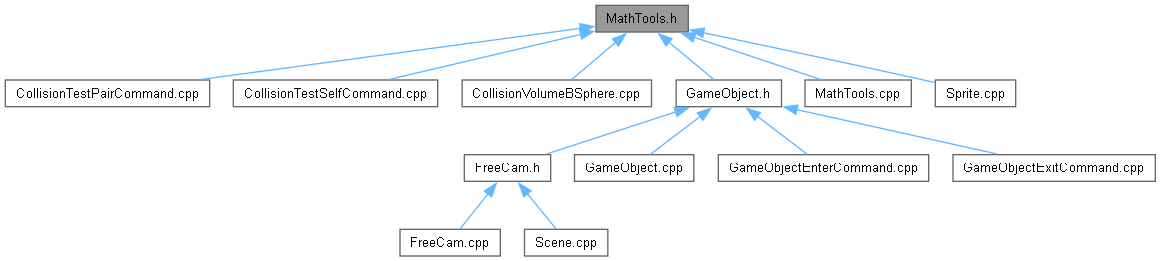 MathTools.h
CollisionTestPairCommand.cpp
CollisionTestSelfCommand.cpp
CollisionVolumeBSphere.cpp
GameObject.h
MathTools.cpp
Sprite.cpp
FreeCam.h
GameObject.cpp
GameObjectEnterCommand.cpp
GameObjectExitCommand.cpp
FreeCam.cpp
Scene.cpp